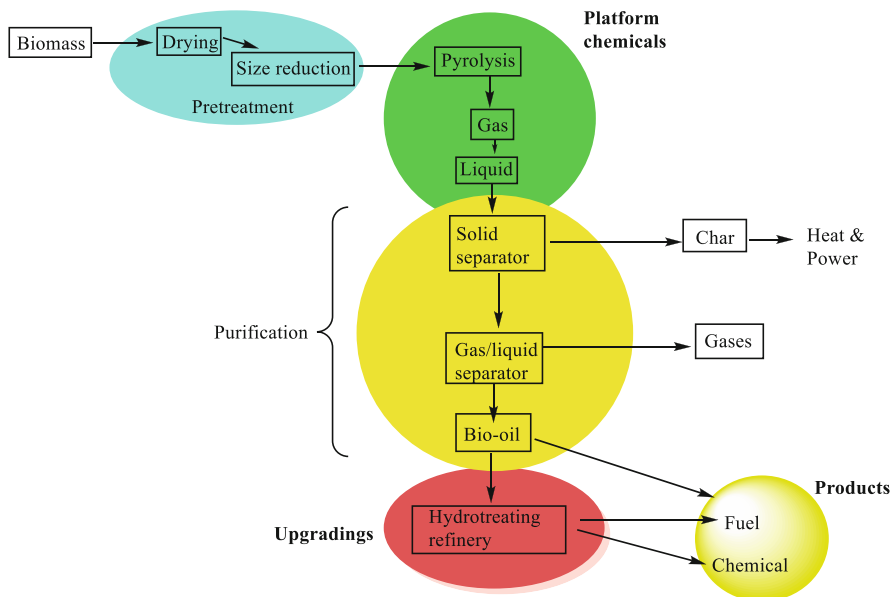 Platform
chemicals
Biomass
Drying
Size reduction
Pretreatment
Pyrolysis
Gas
Liquid
Solid
separator
Char
Heat &
Power
Purification
Gas/liquid
separator
Gases
Bio-oil
Products
Upgradings
Hydrotreating
refinery
Fuel
Chemical